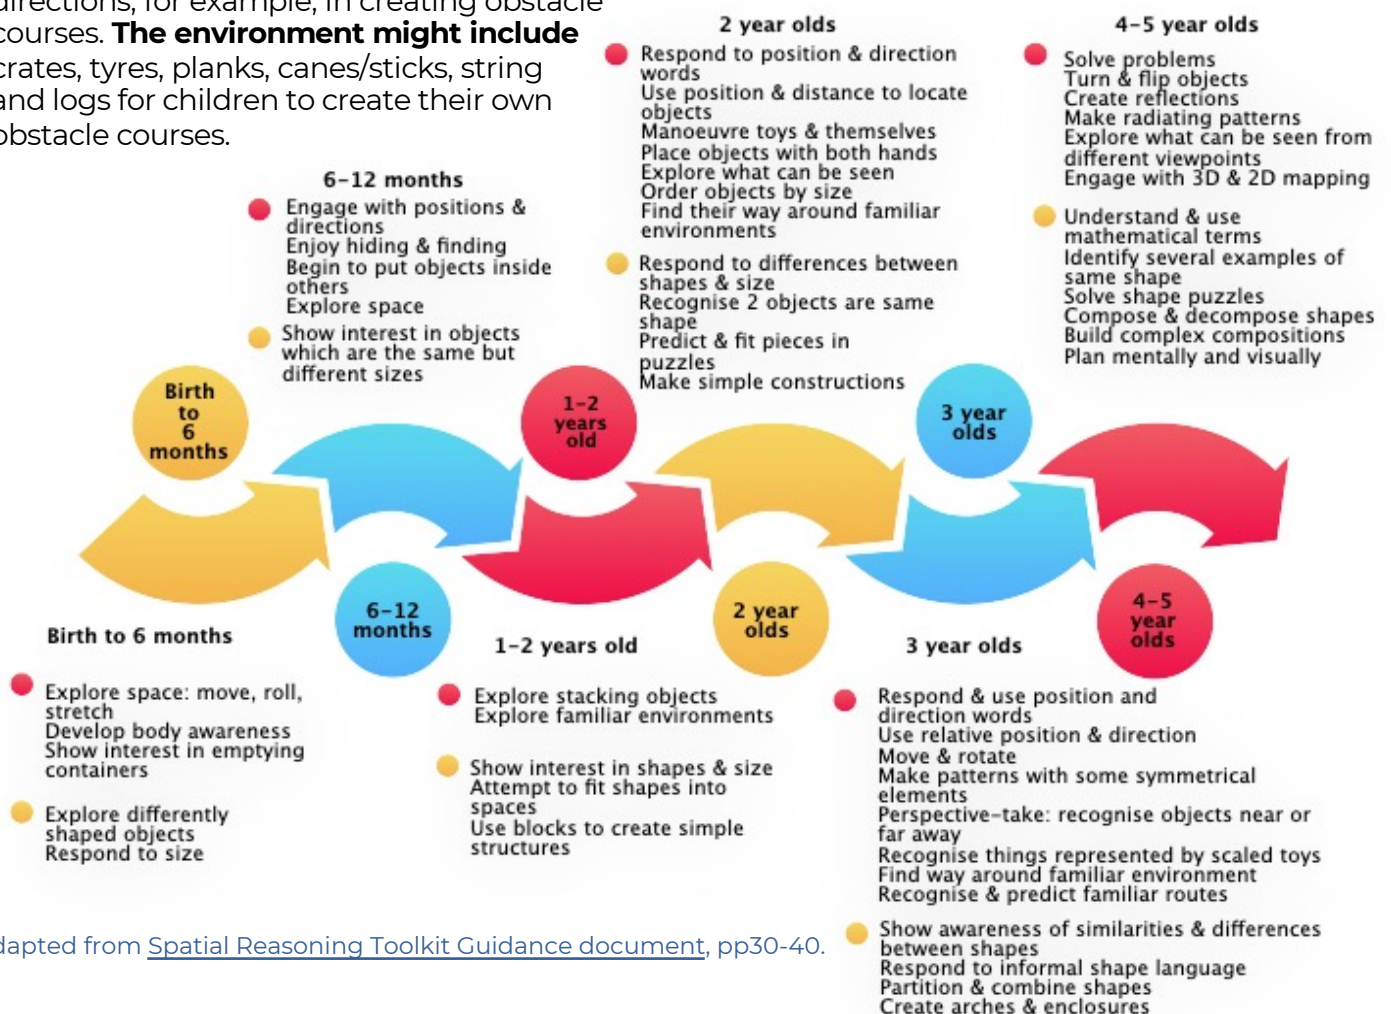 directions, for example, in creating obstacle
courses. The environment might include
crates, tyres, planks, canes/sticks, string
and logs for children to create their own
obstacle courses.
6-12 months
Engage with positions &
directions
Enjoy hiding & finding
Begin to put objects inside
others
Explore space
Show interest in objects
which are the same but
different sizes
2 year olds
Respond to position & direction
words
Use position & distance to locate
objects
Manoeuvre toys & themselves
Place objects with both hands
Explore what can be seen
Order objects by size
Find their way around familiar
environments
Respond to differences between
shapes & size
Recognise 2 objects are same
shape
Predict & fit pieces in
puzzles
Make simple constructions
4-5 year olds
Solve problems
Turn & flip objects
Create reflections
Make radiating patterns
Explore what can be seen from
different viewpoints
Engage with 3D & 2D mapping
Understand & use
mathematical terms
Identify several examples of
same shape
Solve shape puzzles
Compose & decompose shapes
Build complex compositions
Plan mentally and visually
Birth
to
6
months
1-2
years
old
3 year
olds
6-12
months
2 year
olds
4-5
year
olds
Birth to 6 months
Explore space: move, roll,
stretch
Develop body awareness
Show interest in emptying
containers
Explore differently
shaped objects
Respond to size
1-2 years old
Explore stacking objects
Explore familiar environments
Show interest in shapes & size
Attempt to fit shapes into
spaces
Use blocks to create simple
structures
3 year olds
Respond & use position and
direction words
Use relative position & direction
Move & rotate
Make patterns with some symmetrical
elements
Perspective-take: recognise objects near or
far away
Recognise things represented by scaled toys
Find way around familiar environment
Recognise & predict familiar routes
Show awareness of similarities & differences
between shapes
Respond to informal shape language
Partition & combine shapes
Create arches & enclosures
dapted from Spatial Reasoning Toolkit Guidance document, pp30-40.